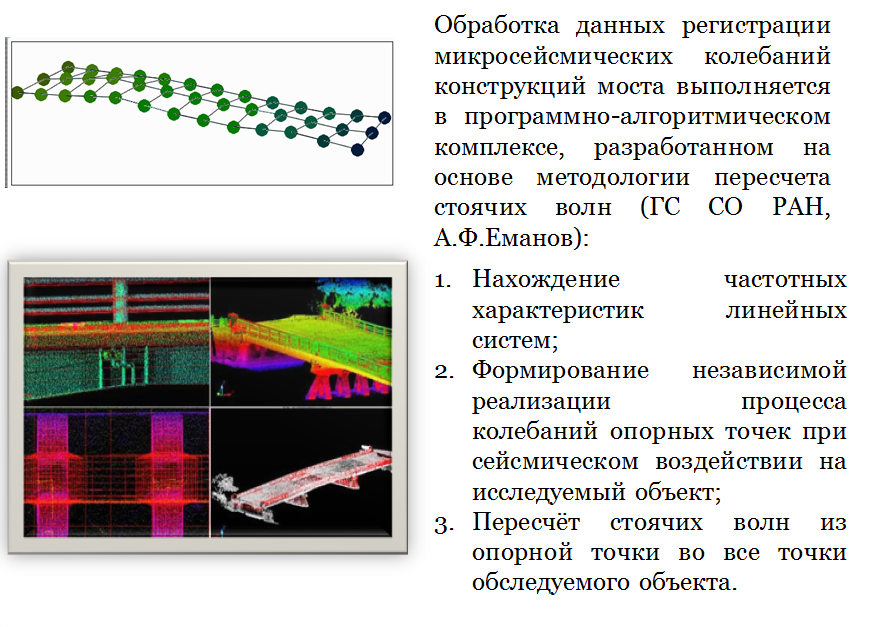 Обработка данных регистрации
микросейсмических колебаний
конструкций моста выполняется
в программно-алгоритмическом
комплексе, разработанном на
основе методологии пересчета
стоячих волн (ГС СО РАН,
А.Ф.Еманов):
1. Нахождение частотных
характеристик линейных
систем;
2. Формирование независимой
реализации процесса
колебаний опорных точек при
сейсмическом воздействии на
исследуемый объект;
3. Пересчёт стоячих волн из
опорной точки во все точки
обследуемого объекта.